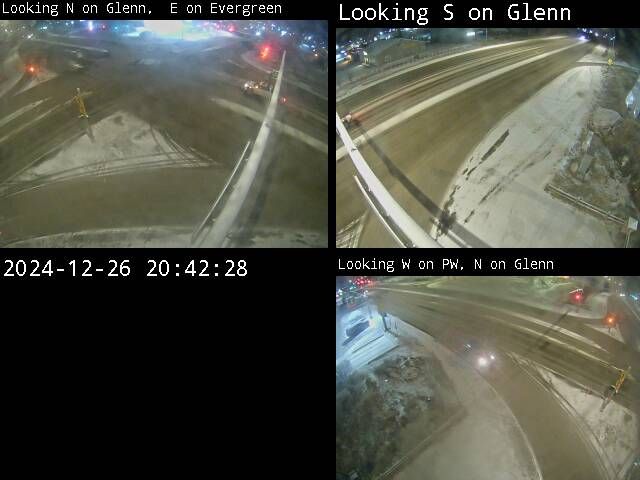 Looking N on Glenn,  E on Evergreen
Looking S on Glenn
2024-12-26 20:42:28
Looking W on PW, N on Glenn